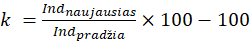 k = Ind_naujausias / Ind_pradžia × 100 − 100